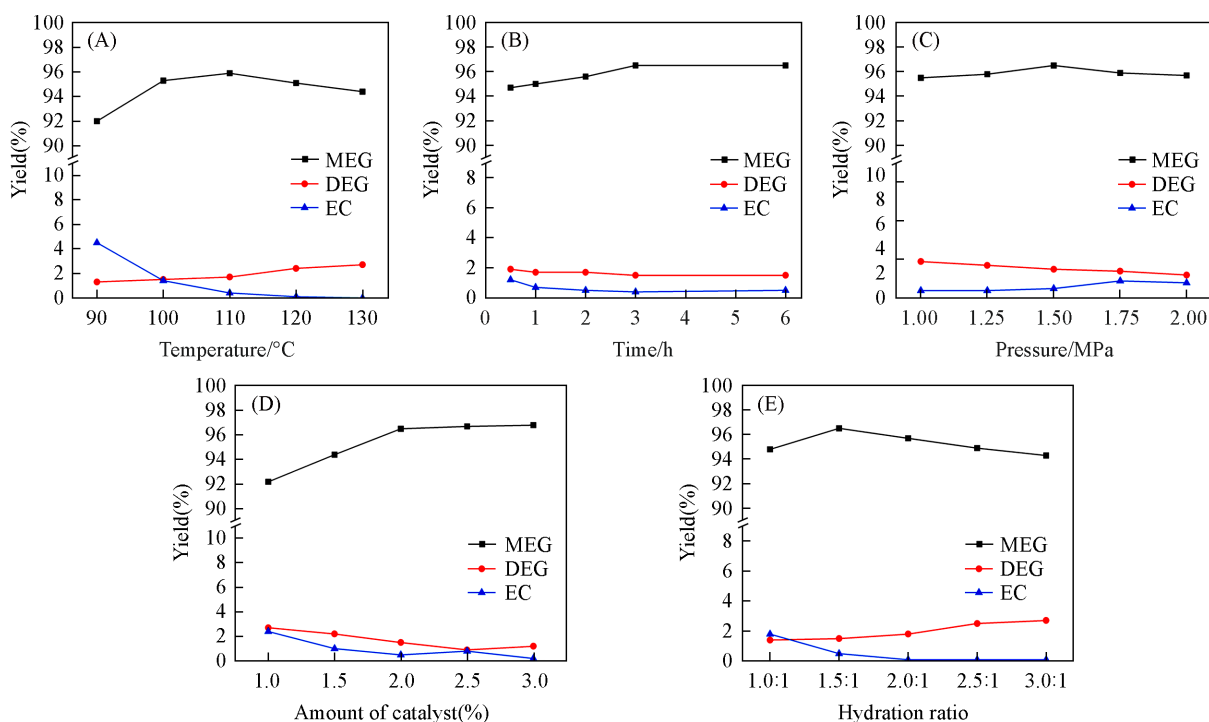 (A)
Yield(%)
100
98
96
94
92
90
10
8
6
4
2
0
MEG
DEG
EC
90 100 110 120 130
Temperature/°C
(B)
Yield(%)
100
98
96
94
92
90
8
6
4
2
0
MEG
DEG
EC
0 1 2 3 4 5 6
Time/h
(C)
Yield(%)
100
98
96
94
92
90
10
8
6
4
2
0
MEG
DEG
EC
1.00 1.25 1.50 1.75 2.00
Pressure/MPa
(D)
Yield(%)
100
98
96
94
92
90
10
8
6
4
2
0
MEG
DEG
EC
1.0 1.5 2.0 2.5 3.0
Amount of catalyst(%)
(E)
Yield(%)
100
98
96
94
92
90
8
6
4
2
0
MEG
DEG
EC
1.0:1 1.5:1 2.0:1 2.5:1 3.0:1
Hydration ratio